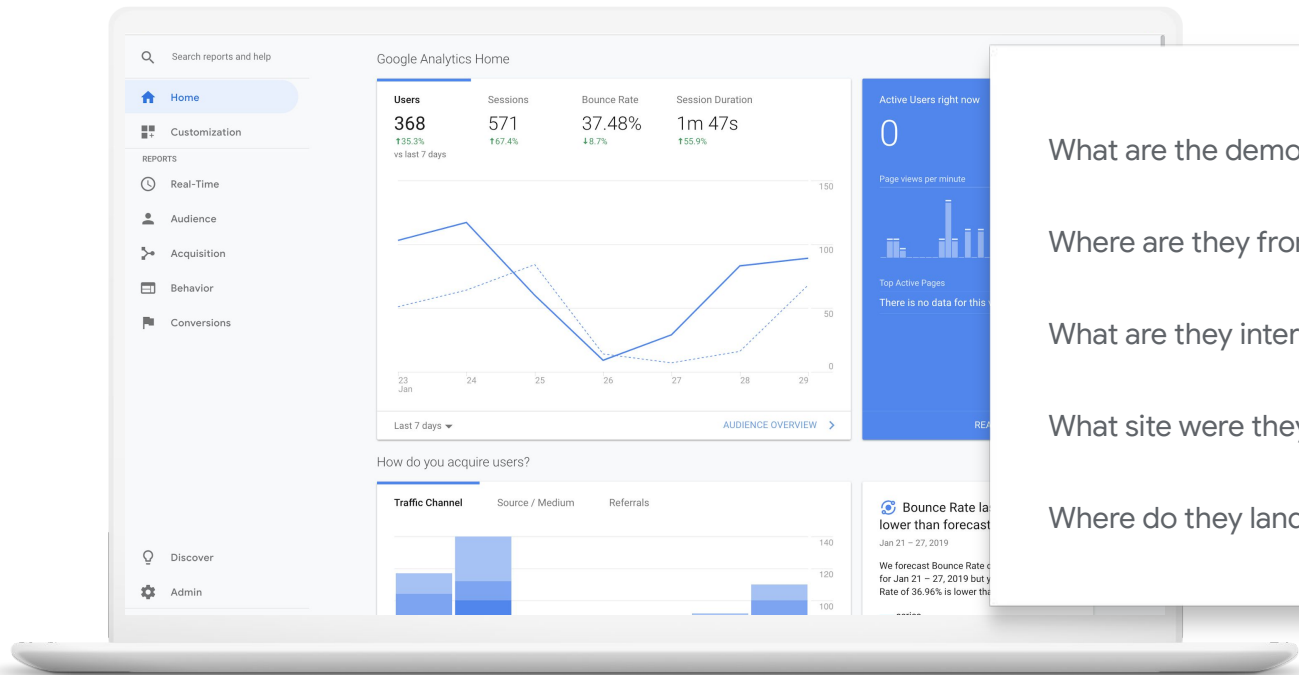 Search reports and help
Home
Customization
REPORTS
Real-Time
Audience
Acquisition
Behavior
Conversions
Discover
Admin
Google Analytics Home
Users
368
↑35.3%
vs last 7 days
Sessions
571
↑67.4%
Bounce Rate
37.48%
↓8.7%
Session Duration
1m 47s
↑55.9%
150
100
50
0
23
Jan
24
25
26
27
28
29
Last 7 days
AUDIENCE OVERVIEW
Active Users right now
0
Page views per minute
Top Active Pages
There is no data for this
How do you acquire users?
Traffic Channel
Source / Medium
Referrals
140
120
100
Bounce Rate la
lower than forecast
Jan 21 – 27, 2019
We forecast Bounce Rate
for Jan 21 – 27, 2019 but y
Rate of 36.96% is lower tha
What are the demo
Where are they fro
What are they inter
What site were they
Where do they land